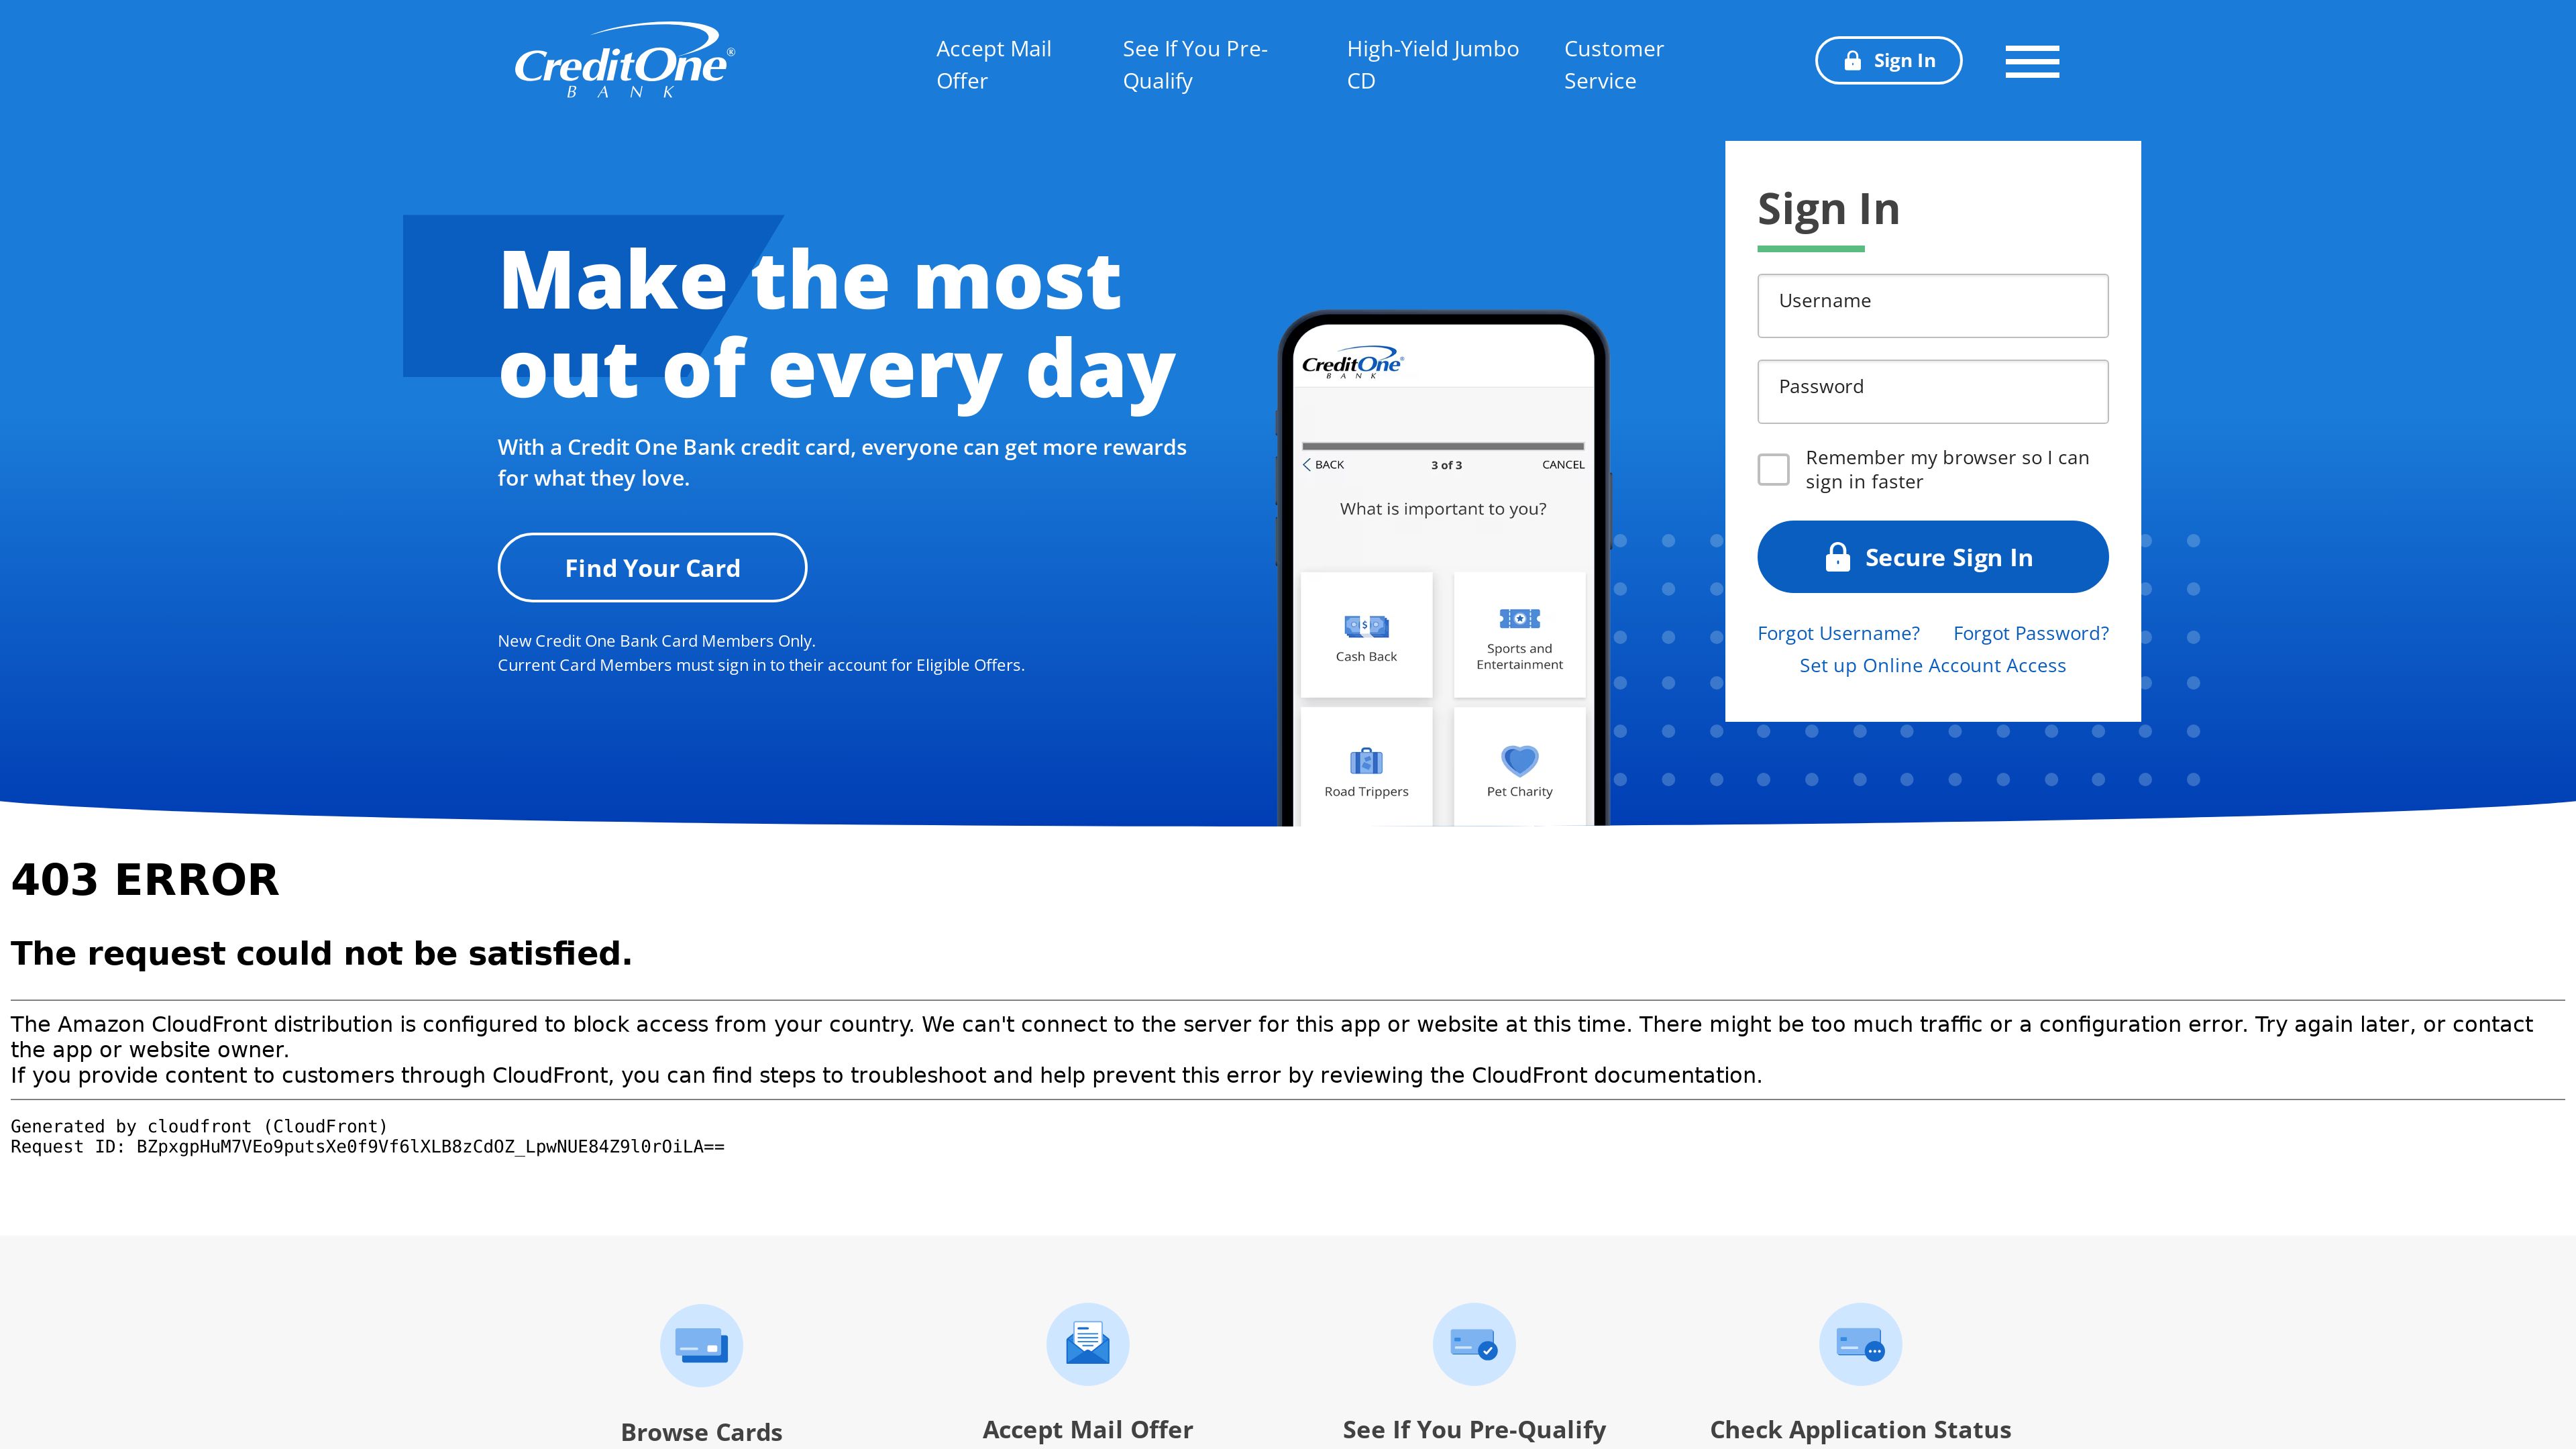 CreditOne®
BANK
Accept Mail
Offer
See If You Pre-
Qualify
High-Yield Jumbo
CD
Customer
Service
Sign In
Make the most
out of every day
With a Credit One Bank credit card, everyone can get more rewards
for what they love.
Find Your Card
New Credit One Bank Card Members Only.
Current Card Members must sign in to their account for Eligible Offers.
CreditOne®
BANK
BACK
3 of 3
CANCEL
What is important to you?
Cash Back
Sports and
Entertainment
Road Trippers
Pet Charity
Sign In
Username
Password
Remember my browser so I can
sign in faster
Secure Sign In
Forgot Username?
Forgot Password?
Set up Online Account Access
403 ERROR
The request could not be satisfied.
The Amazon CloudFront distribution is configured to block access from your country. We can't connect to the server for this app or website at this time. There might be too much traffic or a configuration error. Try again later, or contact
the app or website owner.
If you provide content to customers through CloudFront, you can find steps to troubleshoot and help prevent this error by reviewing the CloudFront documentation.
Generated by cloudfront (CloudFront)
Request ID: BZpxgpHuM7VEo9putsXe0f9Vf6lXLB8zCdOZ_LpwNUE84Z9l0rOiLA==
Browse Cards
Accept Mail Offer
See If You Pre-Qualify
Check Application Status